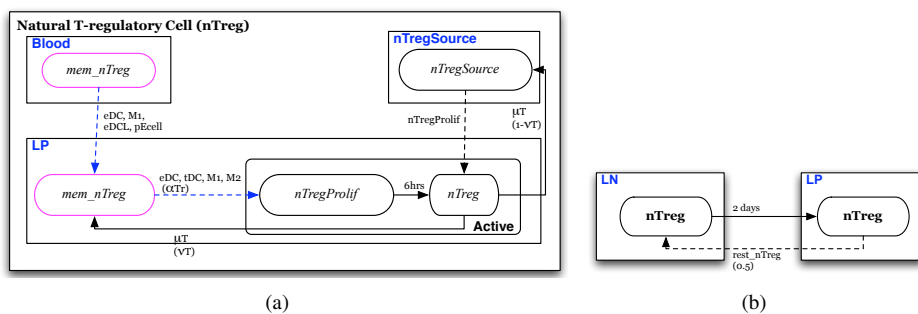 Natural T-regulatory Cell (nTreg)
Blood
mem_nTreg
nTregSource
nTregSource
eDC, M1,
eDCL, pEcell
nTregProlif
μT
(1-νT)
LP
mem_nTreg
eDC, tDC, M1, M2
(αTr)
nTregProlif
6hrs
nTreg
Active
μT
(νT)
(a)
LN
nTreg
2 days
LP
nTreg
rest_nTreg
(0.5)
(b)